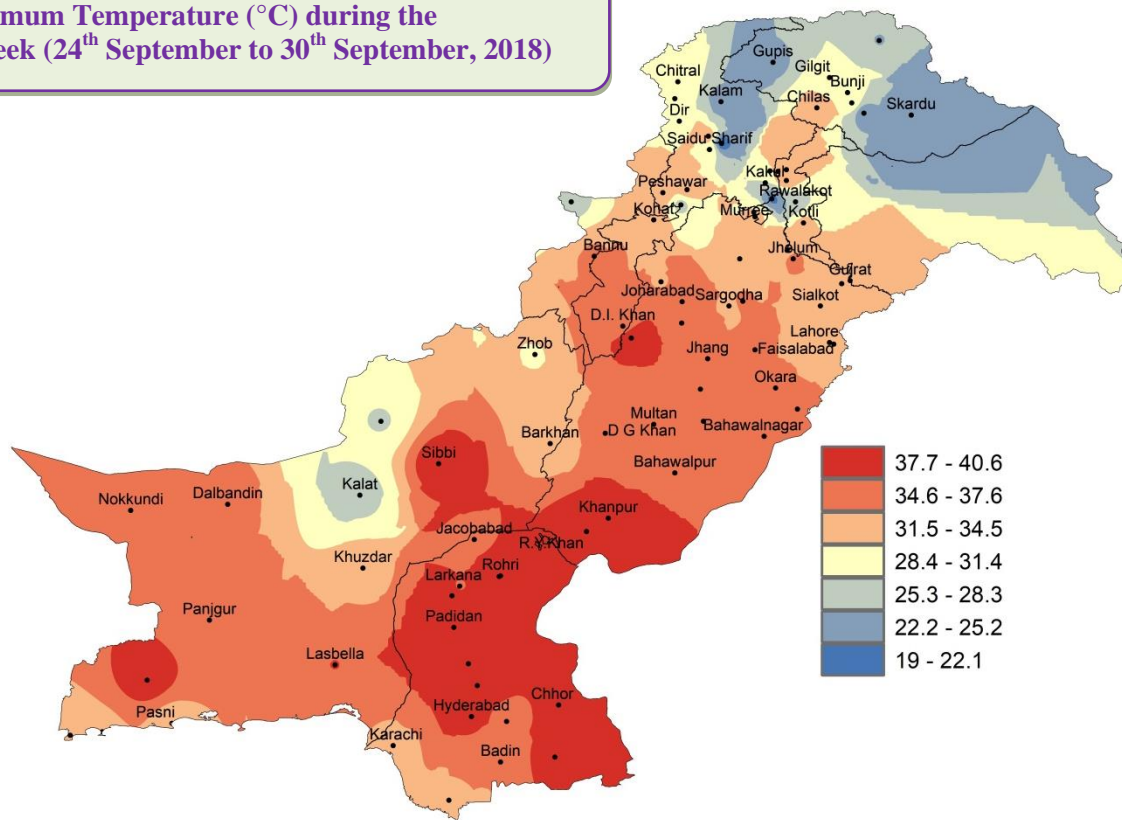 mum Temperature (°C) during the
eek (24th September to 30th September, 2018)
Gupis
Chitral
Gilgit
Bunji
Kalam
Chilas
Skardu
Dir
Saidu Sharif
Kakul
Peshawar
Rawalakot
Kohat
Murree
Kotli
Bannu
Jhelum
Gujrat
Joharabad
Sargodha
Sialkot
D.I. Khan
Lahore
Zhob
Jhang
Faisalabad
Okara
Multan
Barkhan
D G Khan
Bahawalnagar
Sibbi
Bahawalpur
Kalat
Nokkundi
Dalbandin
Khanpur
Jacobabad
R.Y.Khan
Khuzdar
Rohri
Larkana
Panjgur
Padidan
Lasbella
Chhor
Pasni
Hyderabad
Karachi
Badin
37.7 - 40.6
34.6 - 37.6
31.5 - 34.5
28.4 - 31.4
25.3 - 28.3
22.2 - 25.2
19 - 22.1